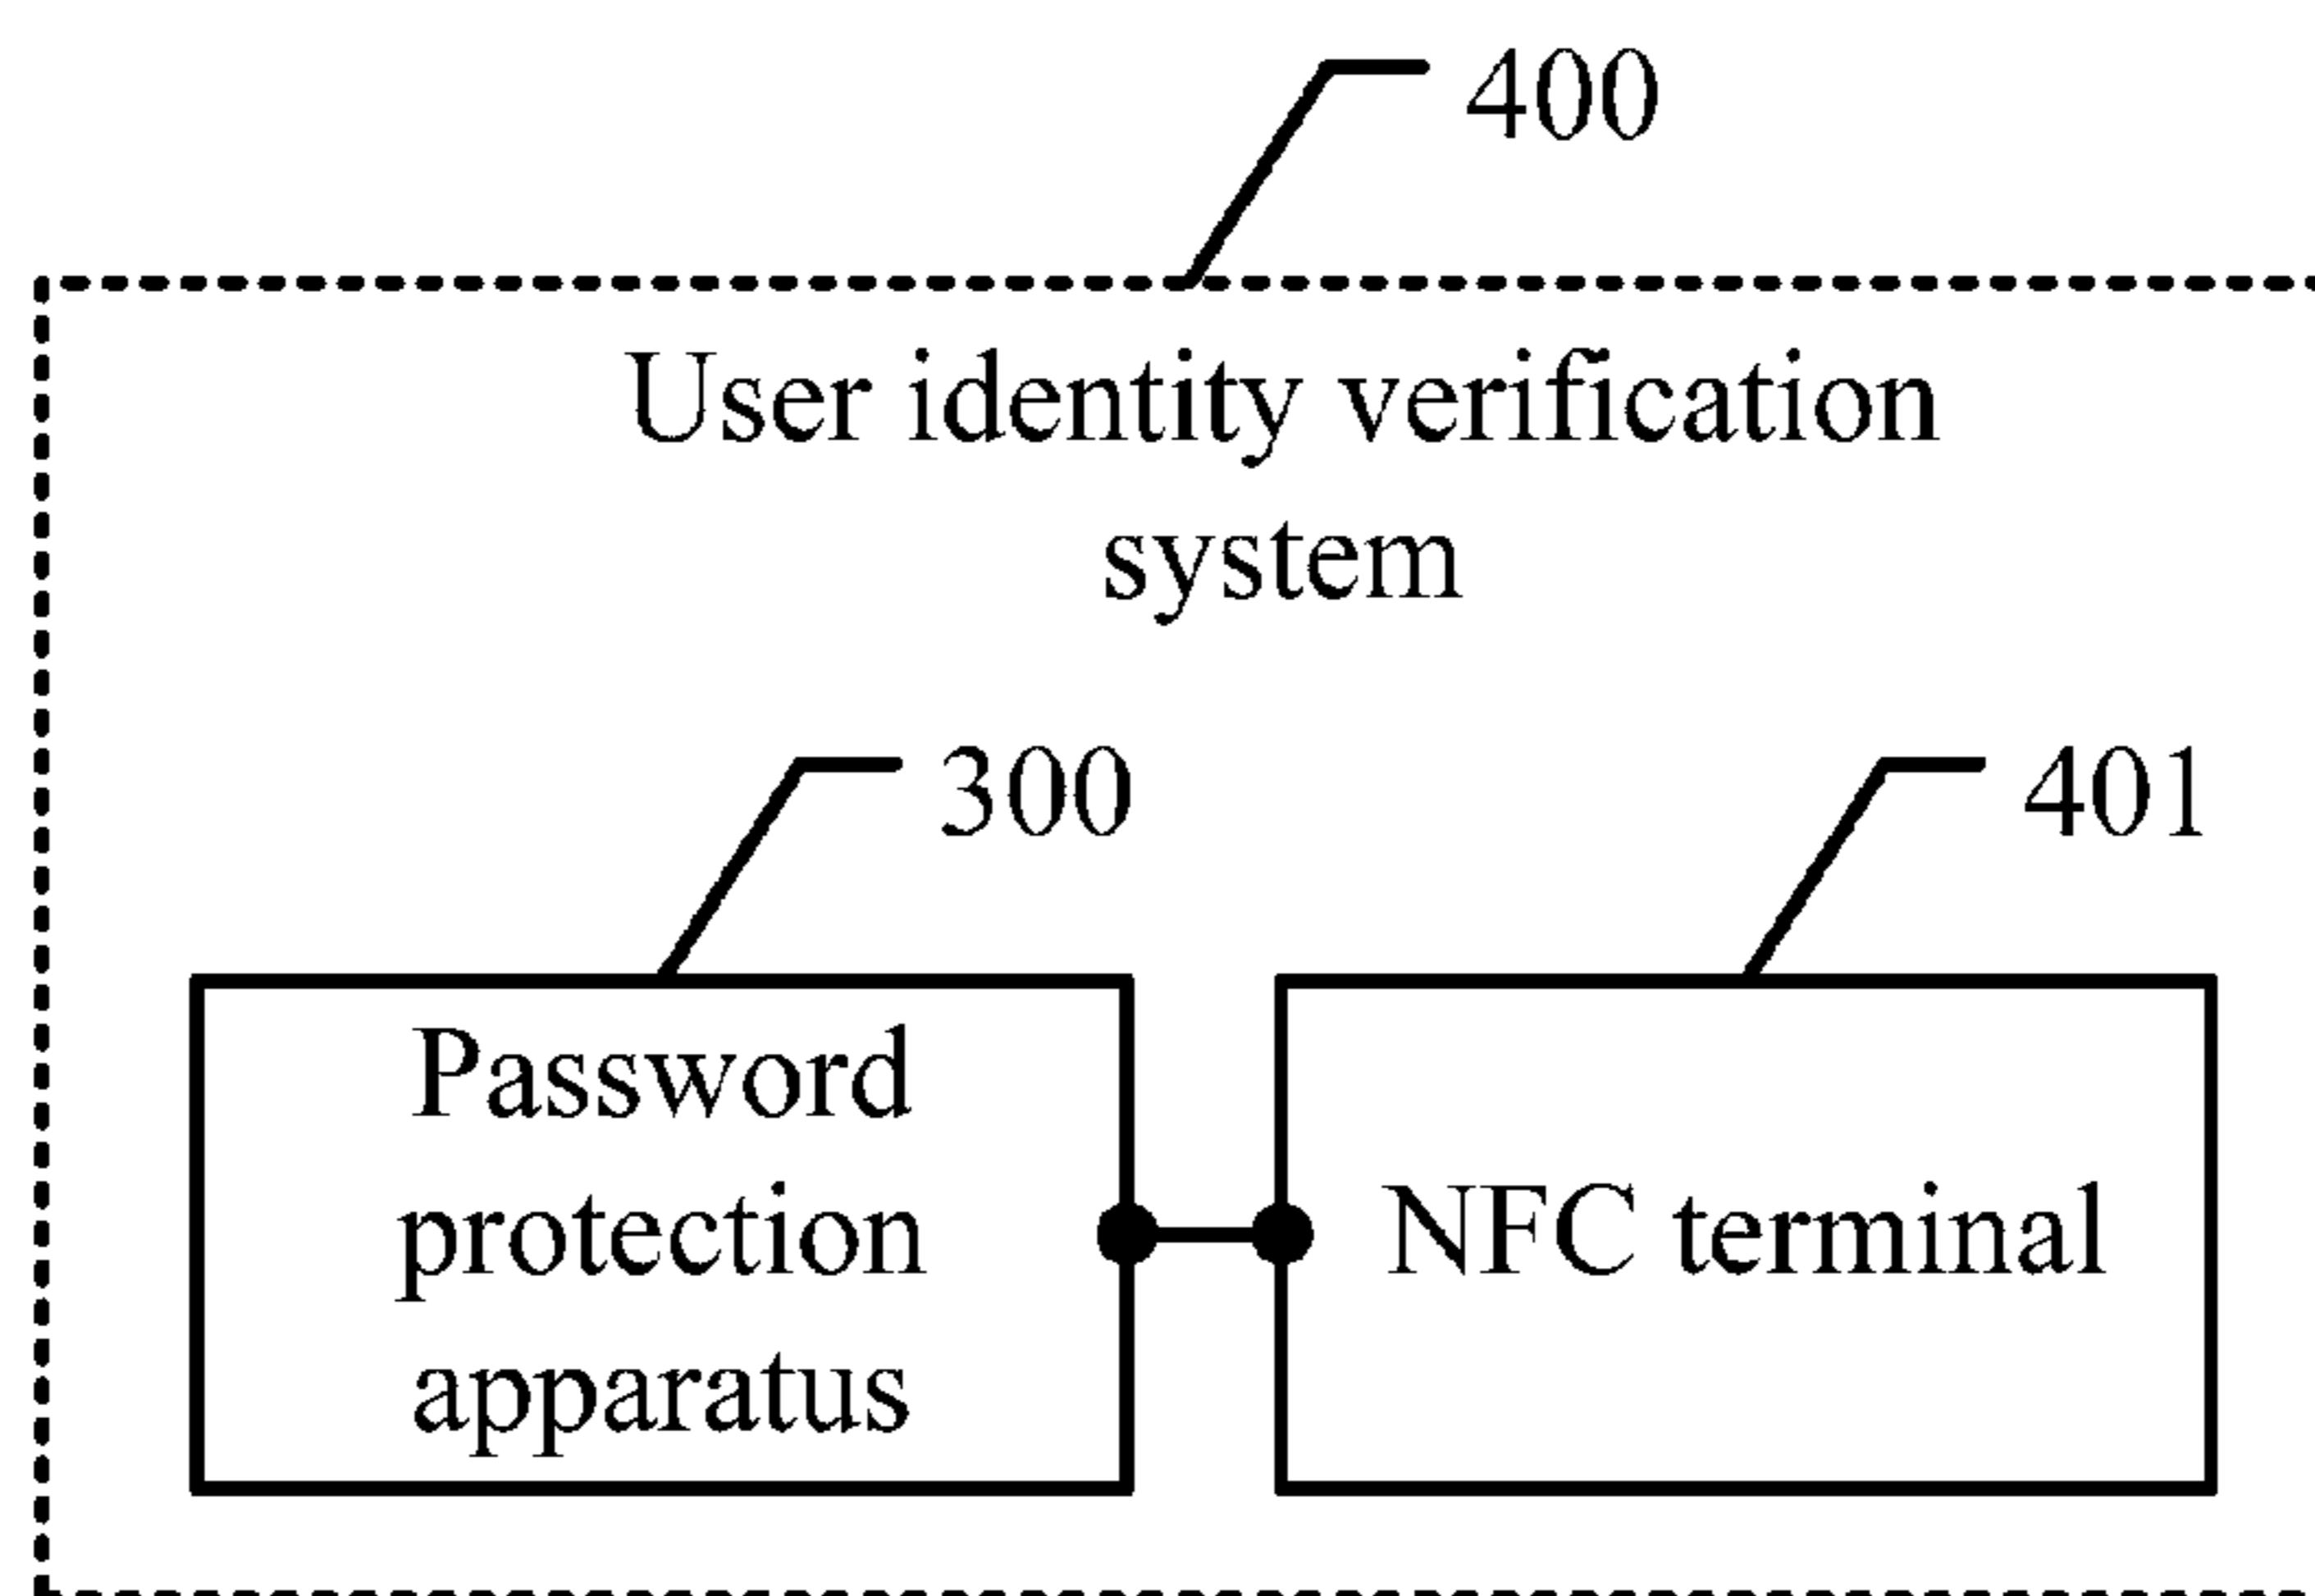 400
User identity verification
system
300
401
Password
protection
apparatus
NFC terminal